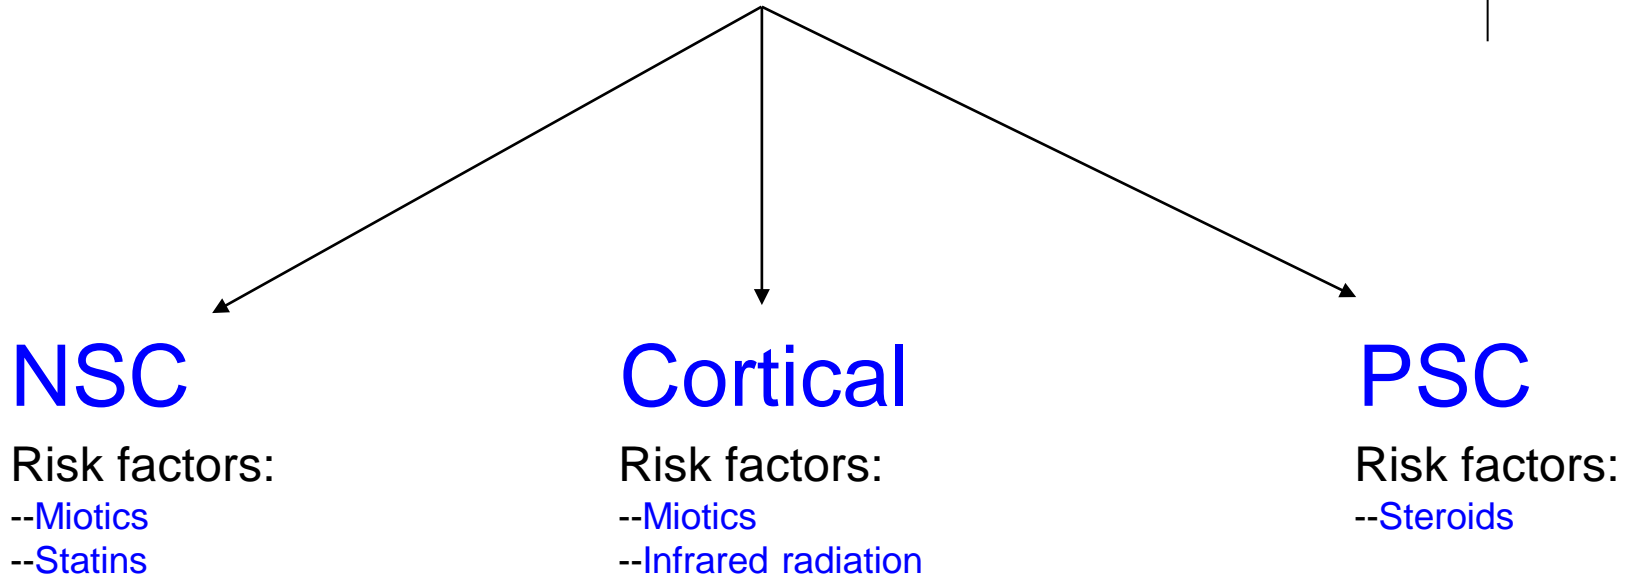 NSC
Risk factors:
--Miotics
--Statins
Cortical
Risk factors:
--Miotics
--Infrared radiation
PSC
Risk factors:
--Steroids